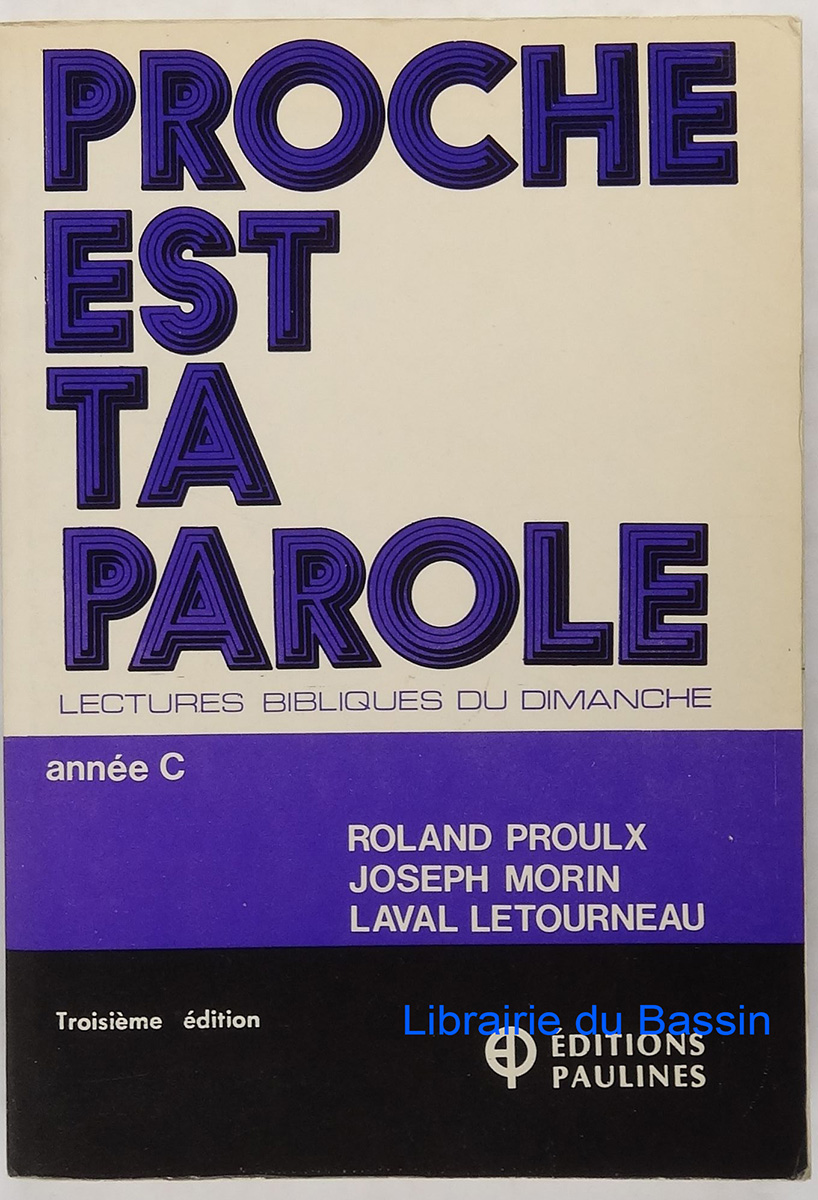 PROCHE
EST
TA
PAROLE
LECTURES BIBLIQUES DU DIMANCHE
année C
ROLAND PROULX
JOSEPH MORIN
LAVAL LETOURNEAU
Troisième édition
Librairie du Bassin
EP ÉDITIONS
PAULINES